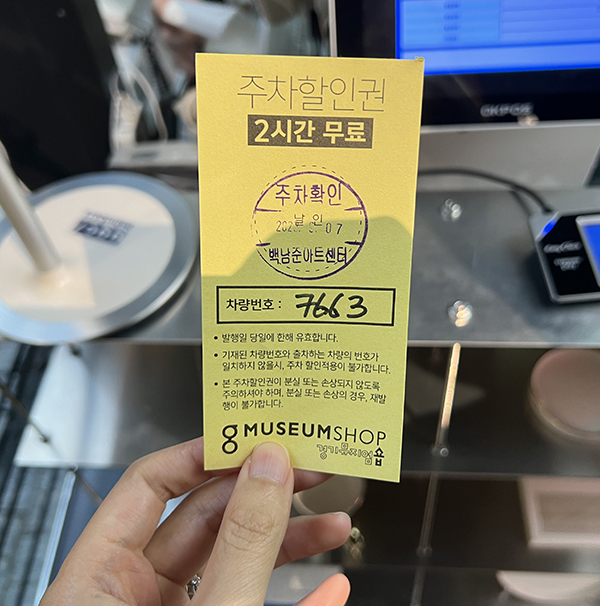 OKPOS
주차할인권
2시간 무료
주차확인
날 인
07
백남준아트센터
차량번호 : 7663
• 발행일 당일에 한해 유효합니다.
• 기재된 차량번호와 출차하는 차량의 번호가
일치하지 않을시, 주차 할인적용이 불가합니다.
• 본 주차할인권이 분실 또는 손상되지 않도록
주의하셔야 하며, 분실 또는 손상의 경우, 재발
행이 불가합니다.
g MUSEUMSHOP
경기뮤지엄숍